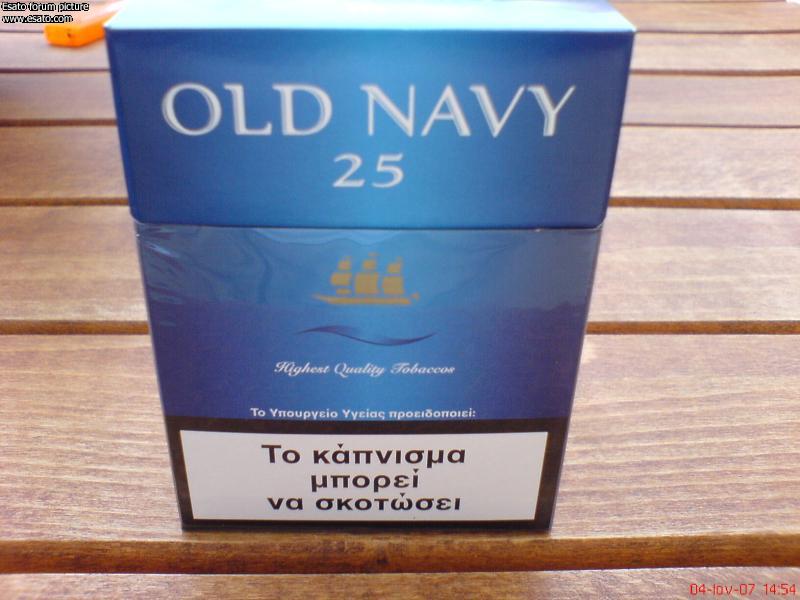 Esato forum picture
www.esato.com
OLD NAVY
25
Highest Quality Tobaccos
Το Υπουργείο Υγείας προειδοποιεί:
Το κάπνισμα
μπορεί
να σκοτώσει
04-Ιον-07 14:54